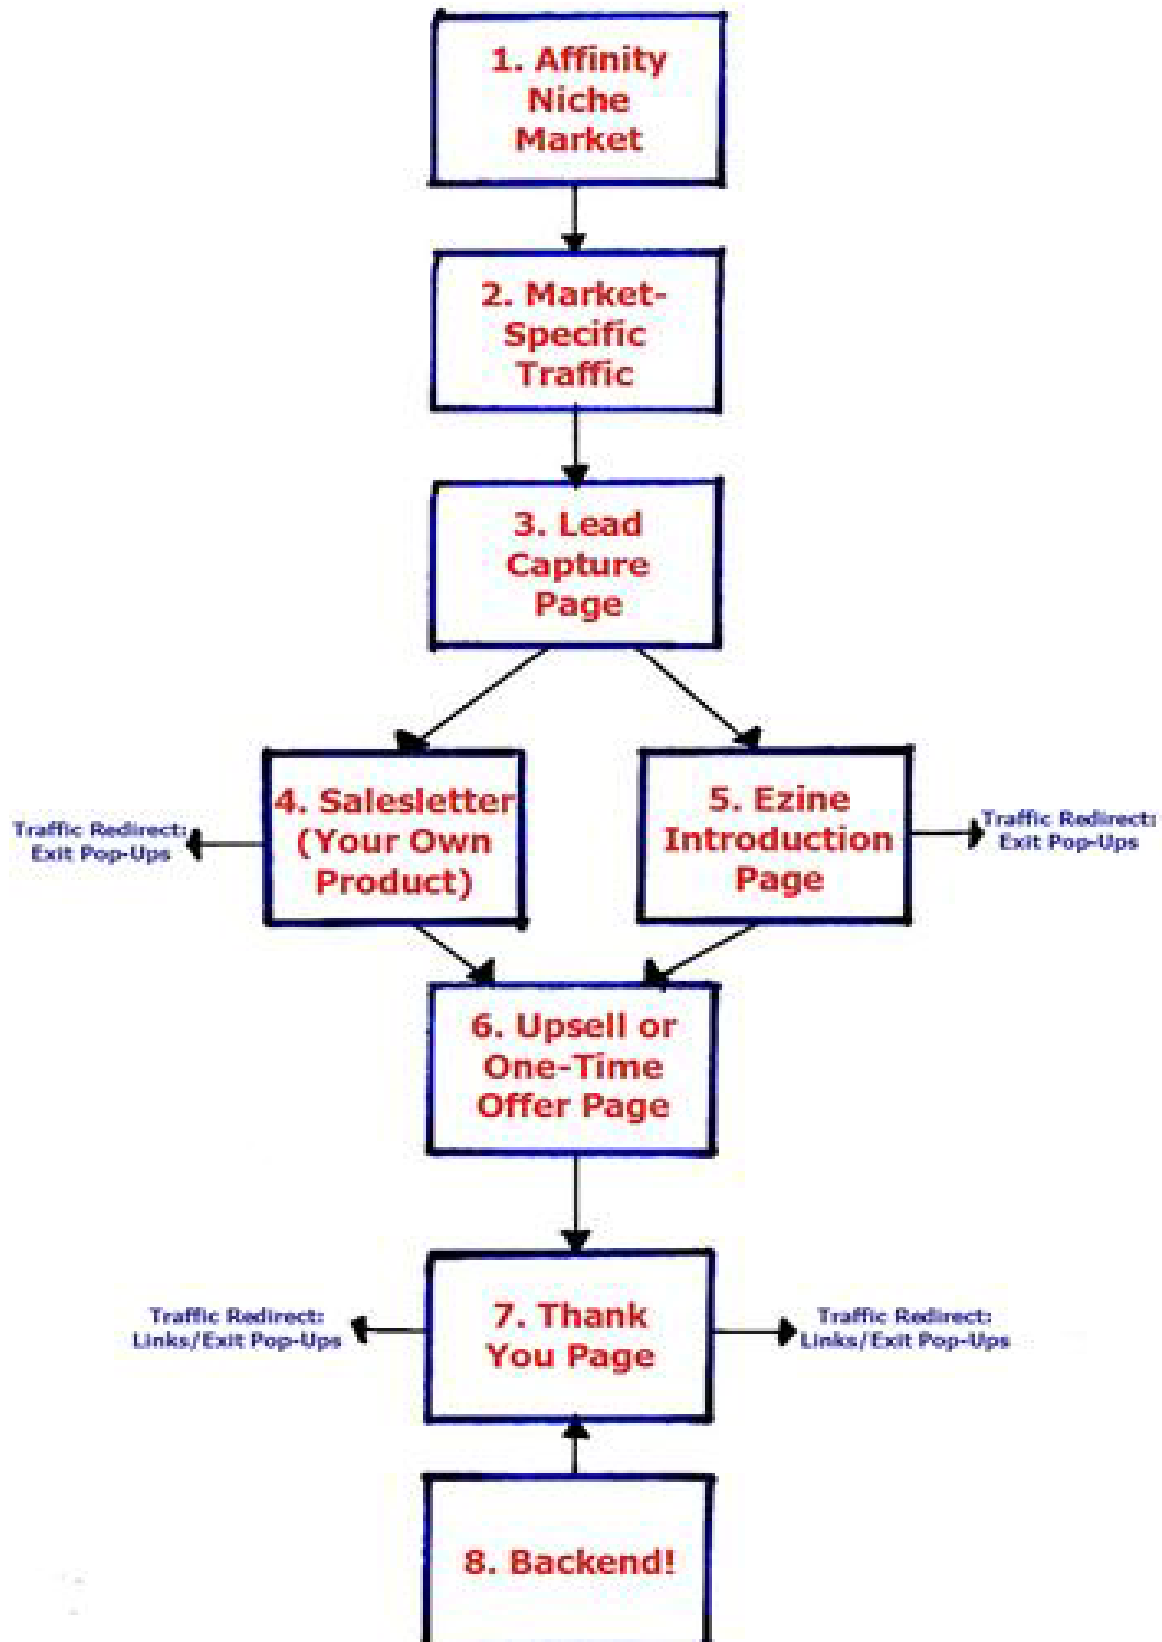 1. Affinity
Niche
Market
2. Market-
Specific
Traffic
3. Lead
Capture
Page
4. Salesletter
(Your Own
Product)
Traffic Redirect:
Exit Pop-Ups
5. Ezine
Introduction
Page
Traffic Redirect:
Exit Pop-Ups
6. Upsell or
One-Time
Offer Page
7. Thank
You Page
Traffic Redirect:
Links/Exit Pop-Ups
Traffic Redirect:
Links/Exit Pop-Ups
8. Backend!